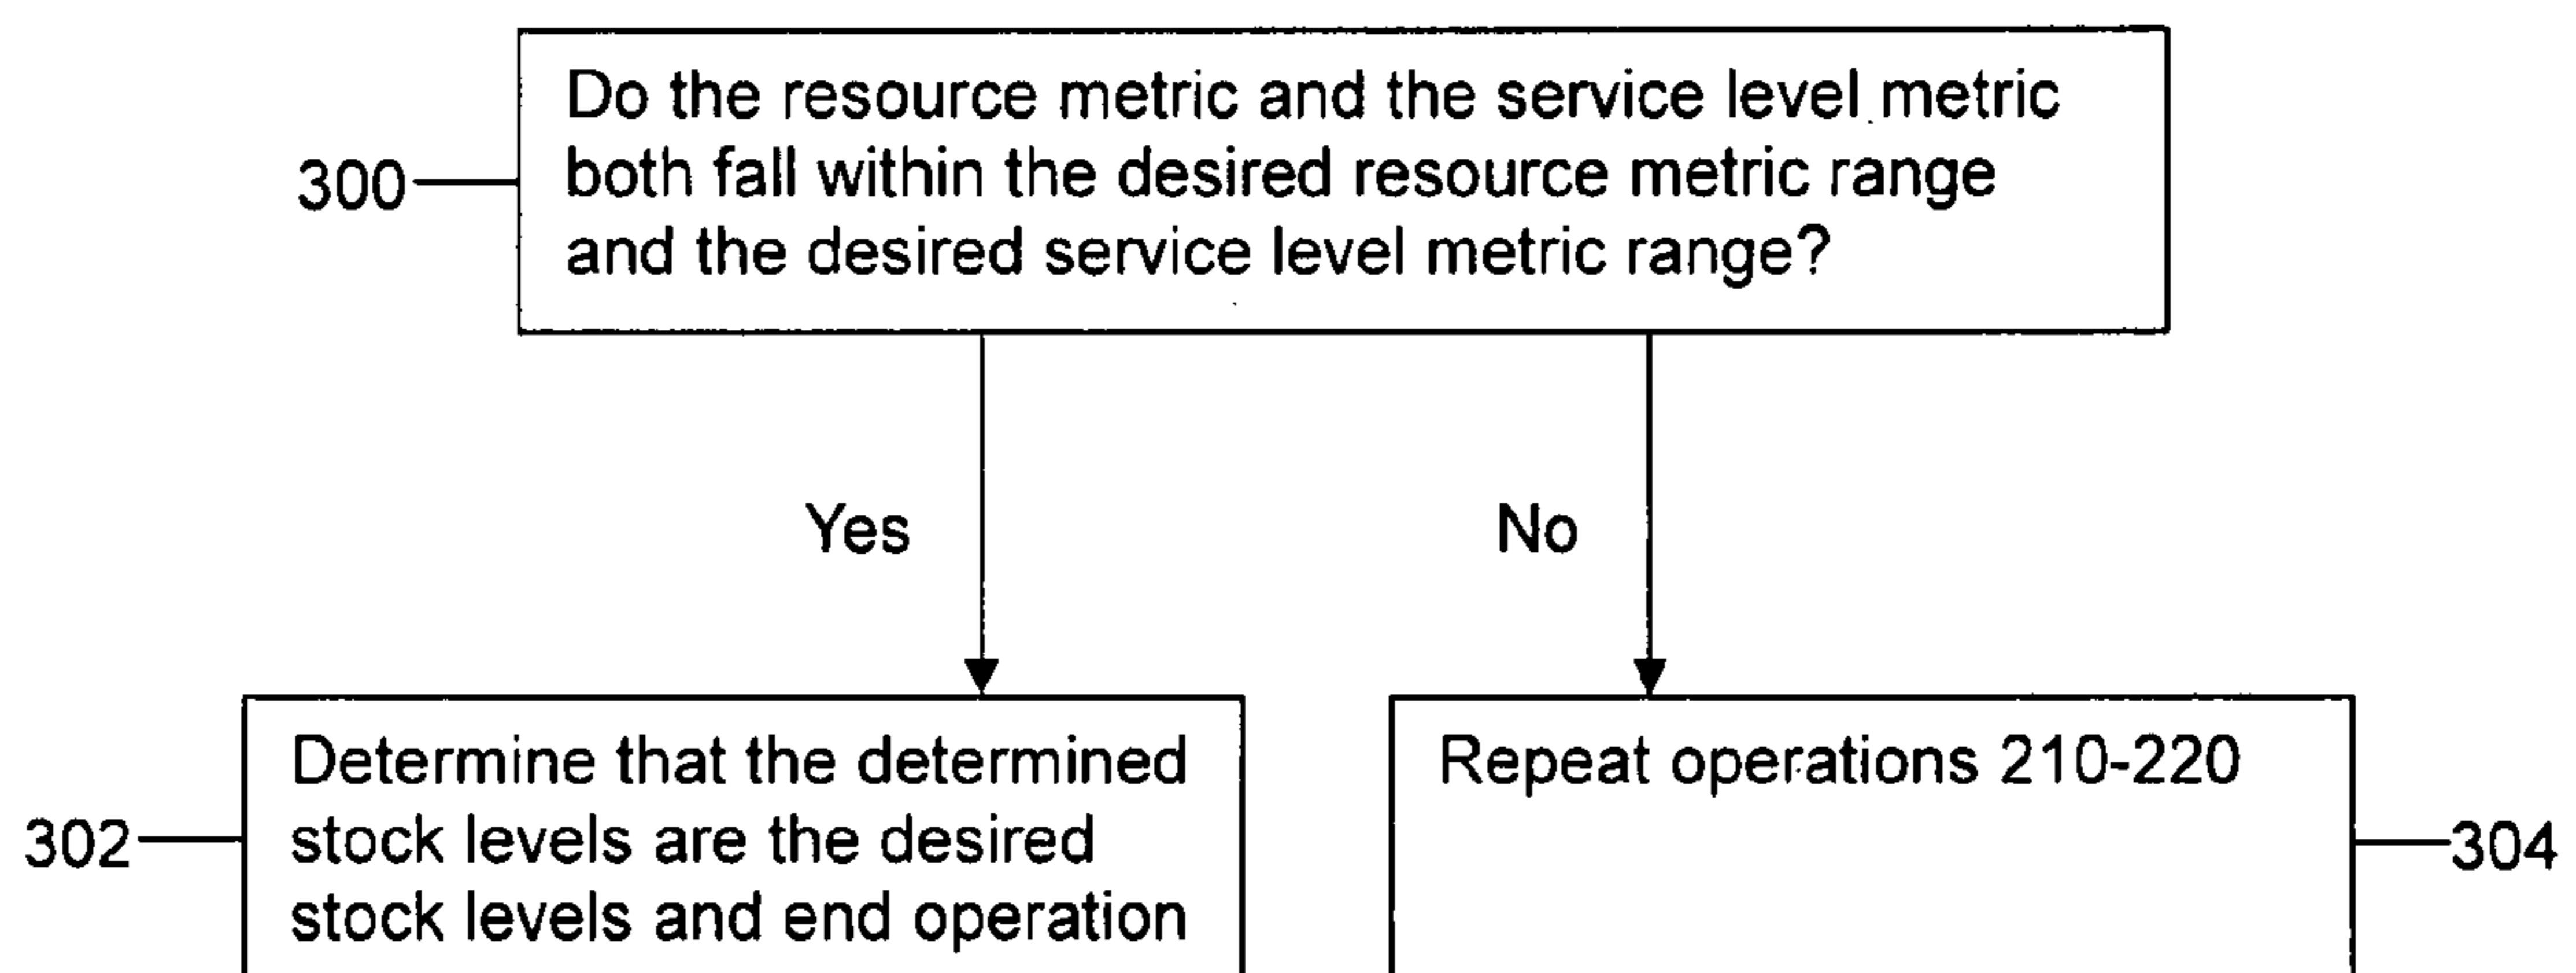 Do the resource metric and the service level metric
both fall within the desired resource metric range
and the desired service level metric range?
300
Yes
No
Determine that the determined
stock levels are the desired
stock levels and end operation
302
Repeat operations 210-220
304